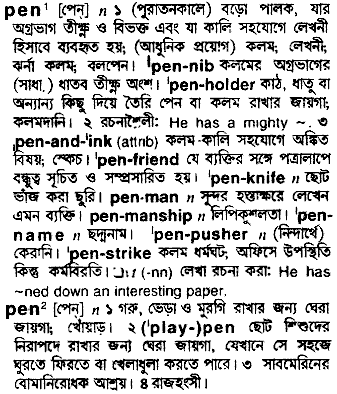 pen¹ [পেন] n ১ (পুরাতনকালে) বড়ো পালক, যার
অগ্রভাগ তীক্ষ্ণ ও বিভক্ত এবং যা কালি সহযোগে লেখনী
হিসাবে ব্যবহৃত হয়; (আধুনিক প্রয়োগ) কলম; লেখনী;
ঝর্না কলম; বলপেন। ˈpen-nib কলমের অগ্রভাগের
(সাধা.) ধাতব তীক্ষ্ণ অংশ। ˈpen-holder কাঠ, ধাতু বা
অন্যান্য কিছু দিয়ে তৈরি পেন বা কলম রাখার জায়গা;
কলমদানি। ২ রচনাশৈলী: He has a mighty ~. ৩
ˌpen-and-ˈink (attrib) কলম-কালি সহযোগে অঙ্কিত
বিষয়; স্কেচ। ˈpen-friend যে ব্যক্তির সঙ্গে পত্রালাপে
বন্ধুত্ব সূচিত ও সম্প্রসারিত হয়। ˈpen-knife n ছোট
ভাঁজ করা ছুরি। pen-man n সুন্দর হস্তাক্ষরে লেখেন
এমন ব্যক্তি। pen-manship n লিপিকুশলতা। ˈpen-
name n ছদ্মনাম। ˈpen-pusher n (নিন্দার্থে)
কেরানি। ˈpen-strike কলম ধর্মঘট; অফিসে উপস্থিতি
কিন্তু কর্মবিরতি। (-nn) লেখা রচনা করা: He has
~ned down an interesting paper.
pen² [পেন্] n ১ গরু, ভেড়া ও মুরগি রাখার জন্য ঘেরা
জায়গা; খোঁয়াড়। ২ (ˈplay-)pen ছোট শিশুদের
নিরাপদে রাখার জন্য ঘেরা জায়গা, যেখানে সে সহজে
ঘুরতে ফিরতে বা খেলাধুলা করতে পারে। ৩ সাবমেরিনের
বোমানিরোধক আশ্রয়। ৪ রাজহংসী।